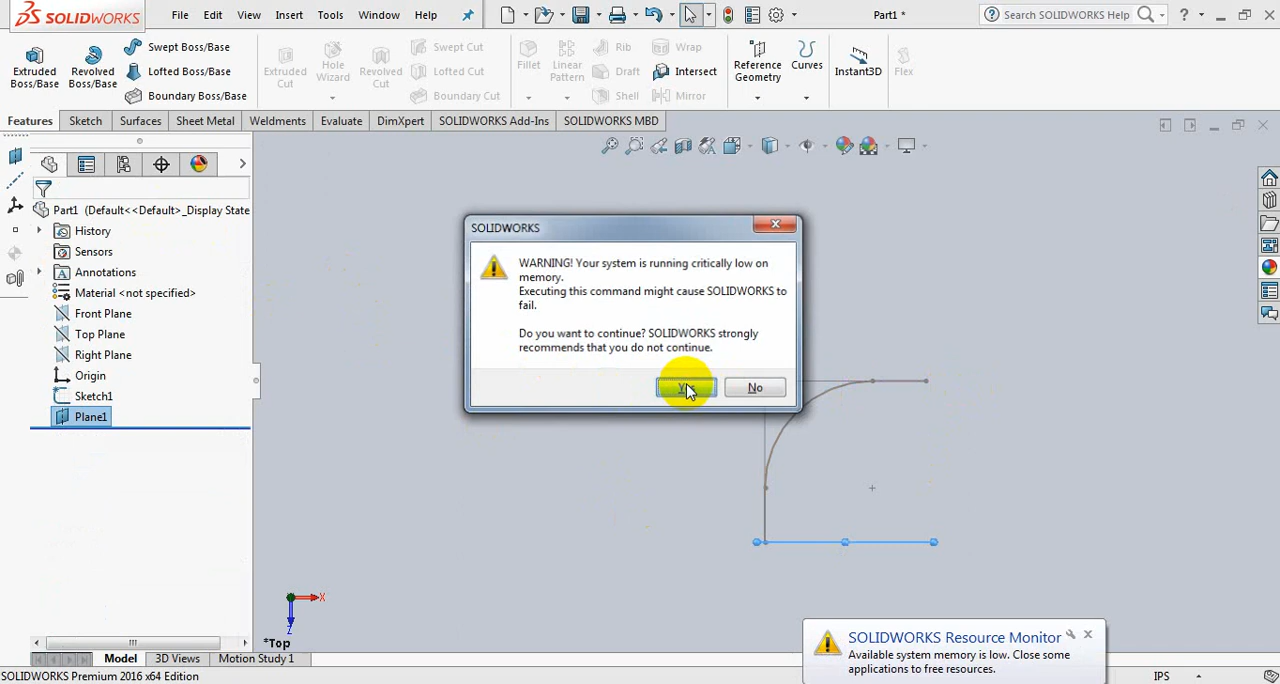 SOLIDWORKS
File Edit View Insert Tools Window Help
Part1 *
Search SOLIDWORKS Help
?
Extruded Boss/Base
Revolved Boss/Base
Swept Boss/Base
Lofted Boss/Base
Boundary Boss/Base
Extruded Cut
Hole Wizard
Revolved Cut
Swept Cut
Lofted Cut
Boundary Cut
Fillet
Linear Pattern
Rib
Draft
Shell
Wrap
Intersect
Mirror
Reference Geometry
Curves
Instant3D
Flex
Features Sketch Surfaces Sheet Metal Weldments Evaluate DimXpert SOLIDWORKS Add-Ins SOLIDWORKS MBD
Part1 (Default<<Default>_Display State
History
Sensors
Annotations
Material <not specified>
Front Plane
Top Plane
Right Plane
Origin
Sketch1
Plane1
SOLIDWORKS
WARNING! Your system is running critically low on
memory.
Executing this command might cause SOLIDWORKS to
fail.
Do you want to continue? SOLIDWORKS strongly
recommends that you do not continue.
No
X
Z
*Top
SOLIDWORKS Resource Monitor
Available system memory is low. Close some
applications to free resources.
Model 3D Views Motion Study 1
SOLIDWORKS Premium 2016 x64 Edition
IPS